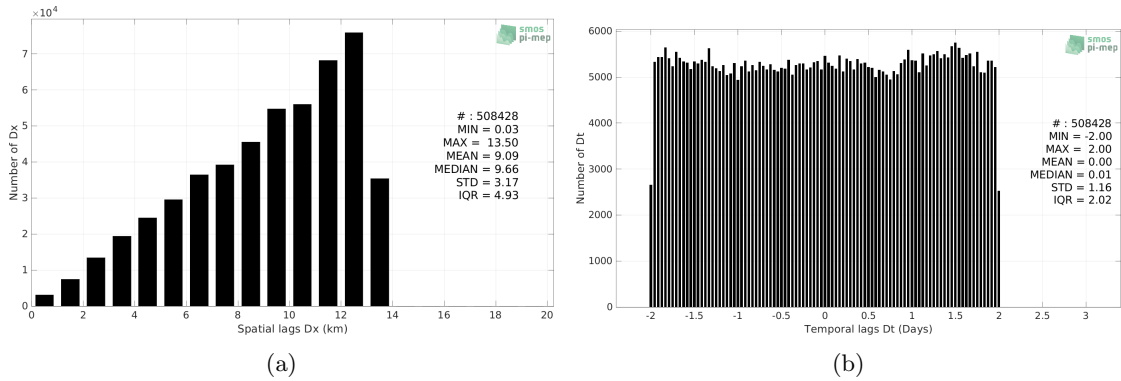 ×10⁴
7
6
5
4
3
2
1
0
Number of Dx
0 2 4 6 8 10 12 14 16 18 20
Spatial lags Dx (km)
smos
pi-mep
# : 508428
MIN = 0.03
MAX = 13.50
MEAN = 9.09
MEDIAN = 9.66
STD = 3.17
IQR = 4.93
(a)
6000
5000
4000
3000
2000
1000
0
Number of Dt
-2 -1.5 -1 -0.5 0 0.5 1 1.5 2 2.5 3
Temporal lags Dt (Days)
smos
pi-mep
# : 508428
MIN = -2.00
MAX = 2.00
MEAN = 0.00
MEDIAN = 0.01
STD = 1.16
IQR = 2.02
(b)